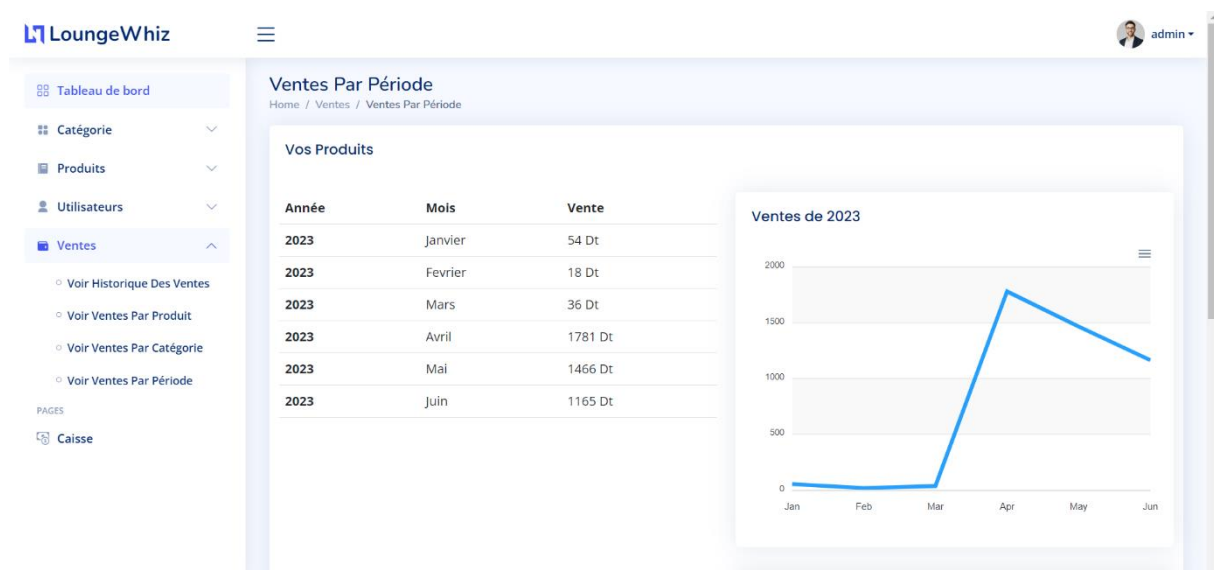 LoungeWhiz
admin
Tableau de bord
Catégorie
Produits
Utilisateurs
Ventes
Voir Historique Des Ventes
Voir Ventes Par Produit
Voir Ventes Par Catégorie
Voir Ventes Par Période
PAGES
Caisse
Ventes Par Période
Home / Ventes / Ventes Par Période
Vos Produits
Année Mois Vente
2023 Janvier 54 Dt
2023 Fevrier 18 Dt
2023 Mars 36 Dt
2023 Avril 1781 Dt
2023 Mai 1466 Dt
2023 Juin 1165 Dt
Ventes de 2023
2000
1500
1000
500
0
Jan Feb Mar Apr May Jun